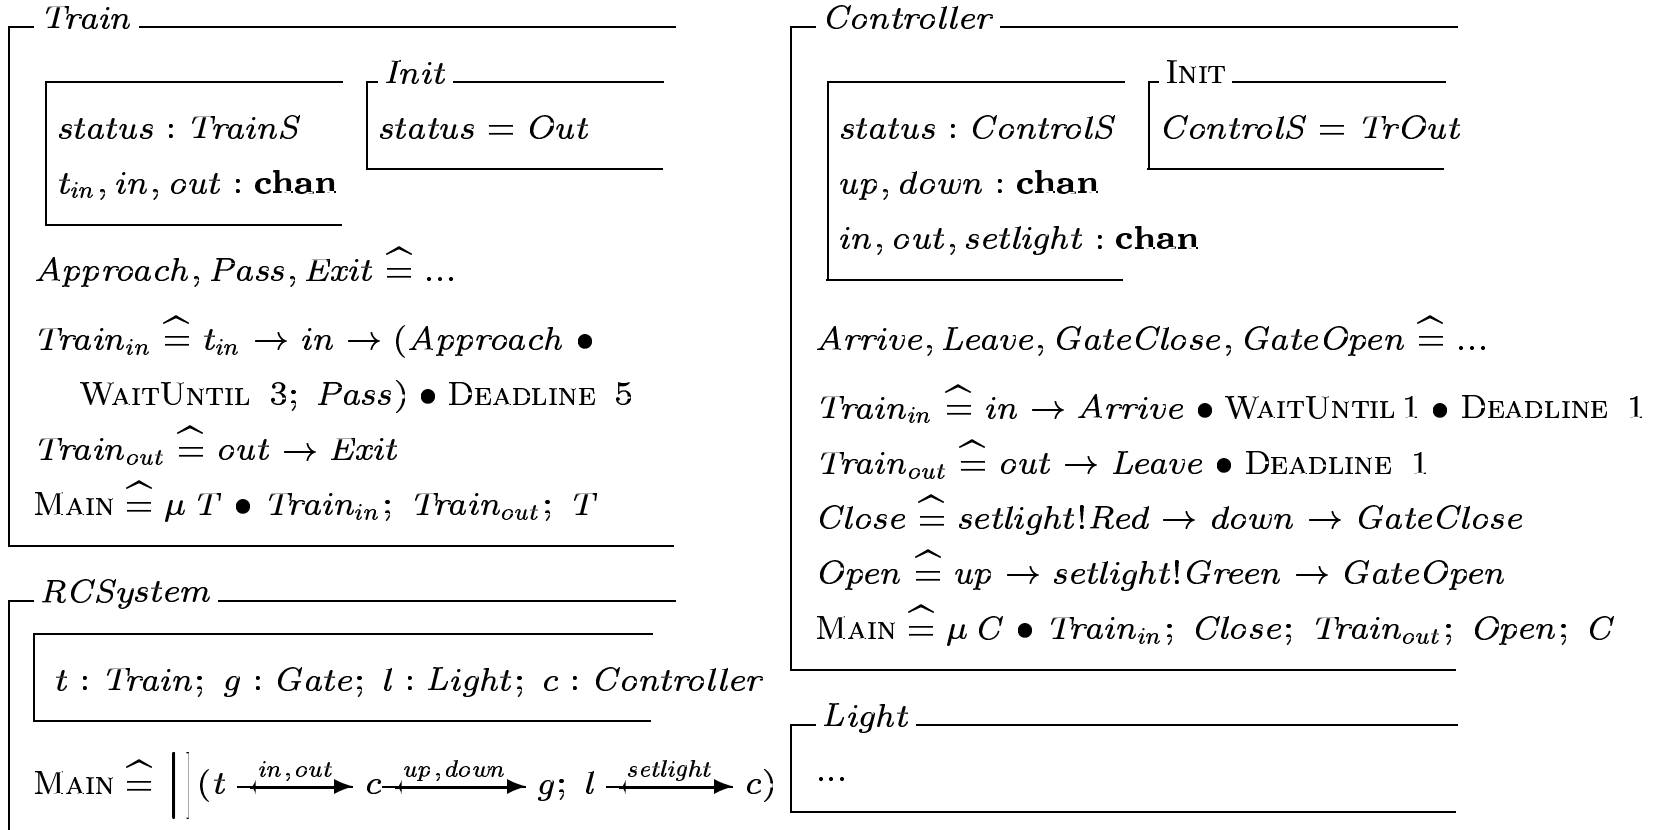 Train
Init
status : TrainS
status = Out
t_in, in, out : chan
Approach, Pass, Exit ≙ ...
Train_in ≙ t_in → in → (Approach •
WAITUNTIL 3; Pass) • DEADLINE 5
Train_out ≙ out → Exit
MAIN ≙ μ T • Train_in; Train_out; T
RCSystem
t : Train; g : Gate; l : Light; c : Controller
MAIN ≙ || (t ⟷ in,out c ⟷ up,down g; l ⟷ setlight c)
Controller
INIT
status : ControlS
ControlS = TrOut
up, down : chan
in, out, setlight : chan
Arrive, Leave, GateClose, GateOpen ≙ ...
Train_in ≙ in → Arrive • WAITUNTIL 1 • DEADLINE 1
Train_out ≙ out → Leave • DEADLINE 1
Close ≙ setlight!Red → down → GateClose
Open ≙ up → setlight!Green → GateOpen
MAIN ≙ μ C • Train_in; Close; Train_out; Open; C
Light
...